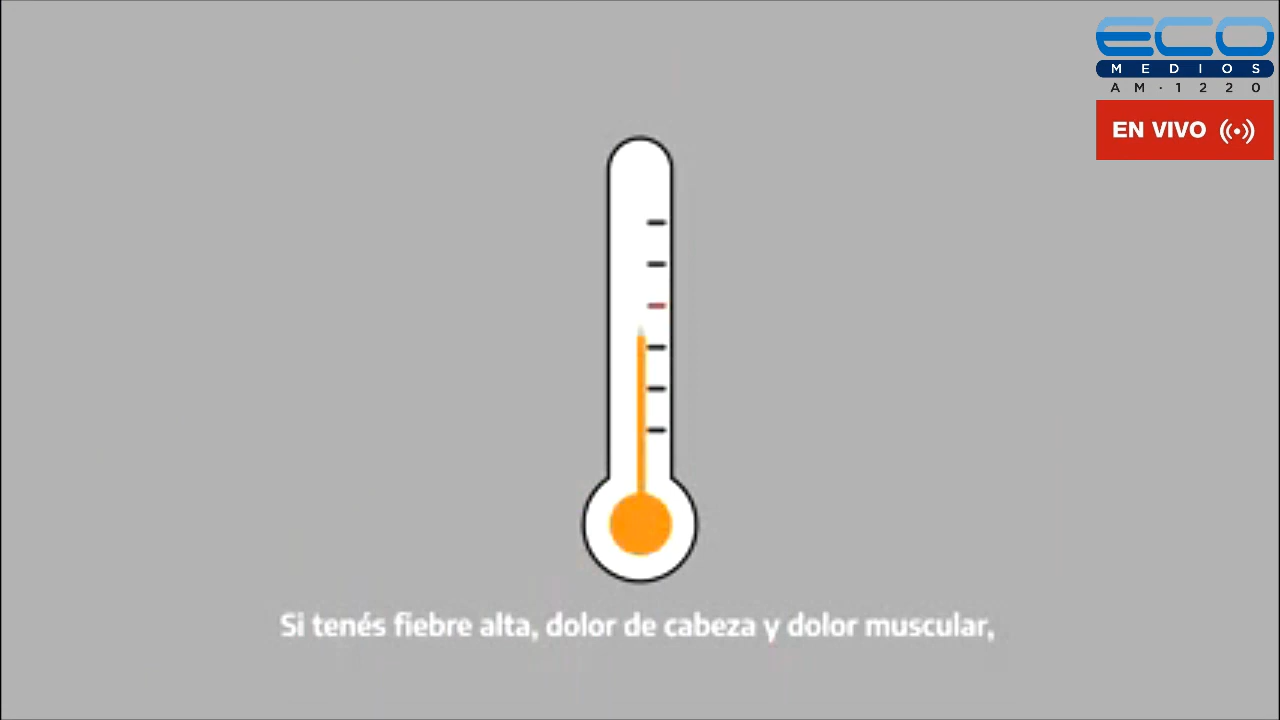 ECO
MEDIOS
AM·1220
EN VIVO
Si tenés fiebre alta, dolor de cabeza y dolor muscular,